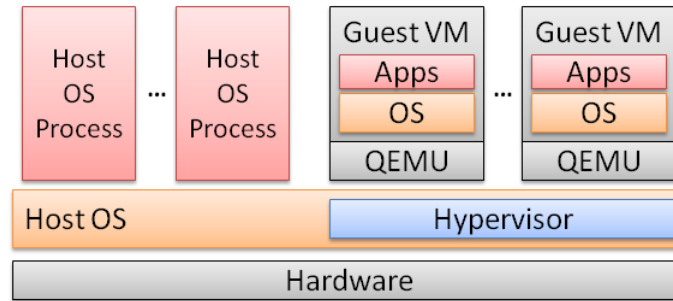 Host
OS
Process
...
Host
OS
Process
Guest VM
Apps
OS
QEMU
...
Guest VM
Apps
OS
QEMU
Host OS
Hypervisor
Hardware